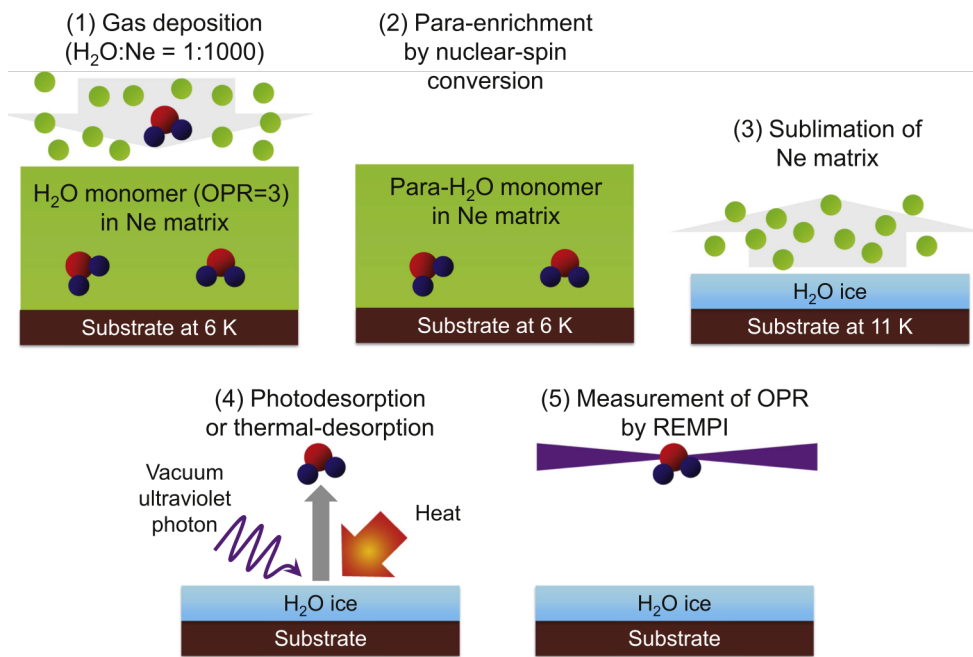 (1) Gas deposition
(H₂O:Ne = 1:1000)
H₂O monomer (OPR=3)
in Ne matrix
Substrate at 6 K
(2) Para-enrichment
by nuclear-spin
conversion
Para-H₂O monomer
in Ne matrix
Substrate at 6 K
(3) Sublimation of
Ne matrix
H₂O ice
Substrate at 11 K
(4) Photodesorption
or thermal-desorption
Vacuum
ultraviolet
photon
Heat
H₂O ice
Substrate
(5) Measurement of OPR
by REMPI
H₂O ice
Substrate